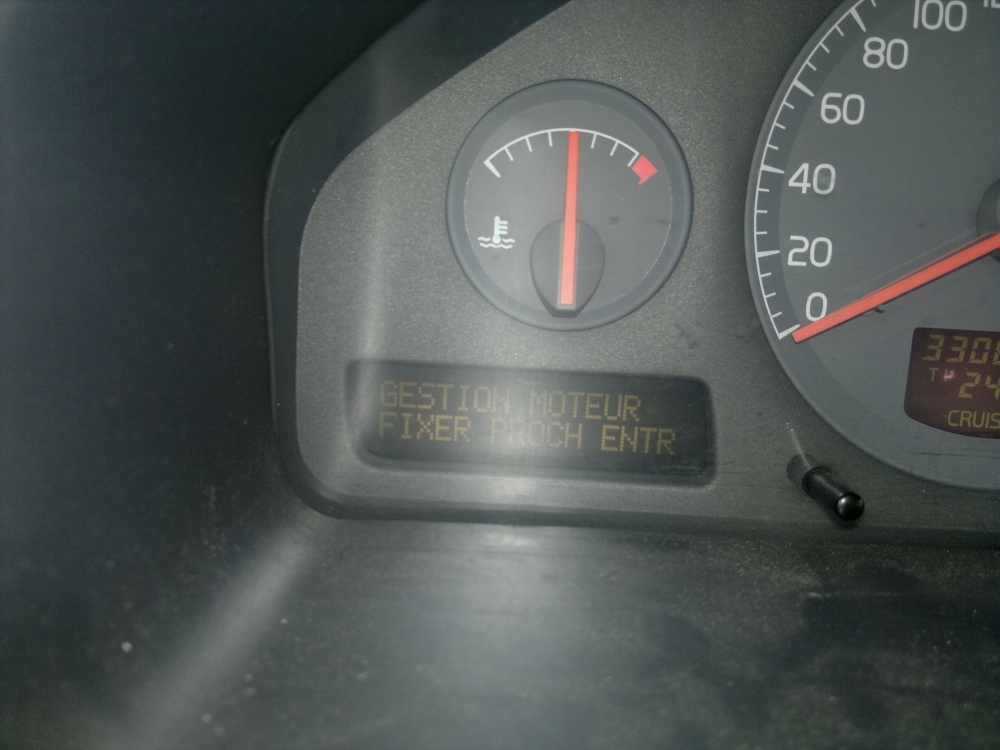 100
80
60
40
20
0
GESTION MOTEUR
FIXER PROCH ENTR
CRUIS